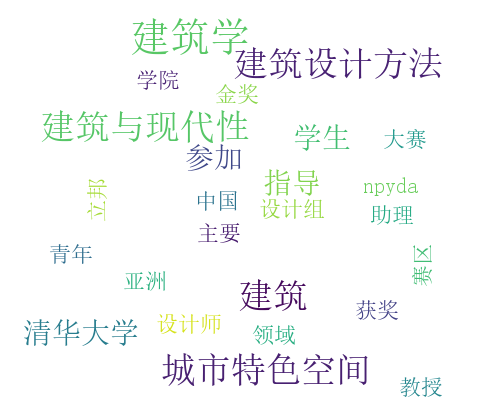 建筑学
建筑设计方法
学院
金奖
建筑与现代性
学生
大赛
参加
指导
npyda
立邦
中国
设计组
助理
主要
青年
赛区
亚洲
建筑
获奖
清华大学
设计师
领域
城市特色空间
教授